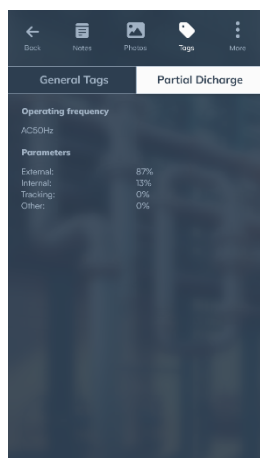 Back Notes Photos Tags More
General Tags Partial Dicharge
Operating frequency
AC50Hz
Parameters
External: 87%
Internal: 13%
Tracking: 0%
Other: 0%